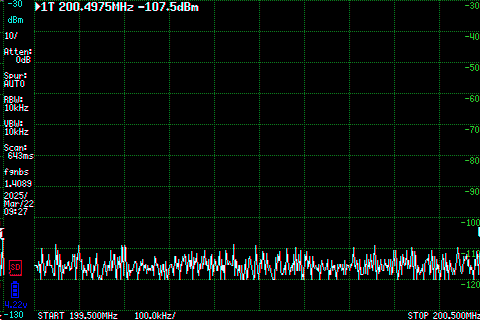 -30
▸1T 200.4975MHz -107.5dBm
-30
dBm
10/
-40
Atten:
0dB
-50
Spur:
AUTO
-60
RBW:
10kHz
-70
VBW:
10kHz
-80
Scan:
643ms
fgnbs
1.4089
-90
2025/
Mar/22
09:27
-100
-110
SD
-120
-130
START 199.500MHz 100.0kHz/ STOP 200.500MHz